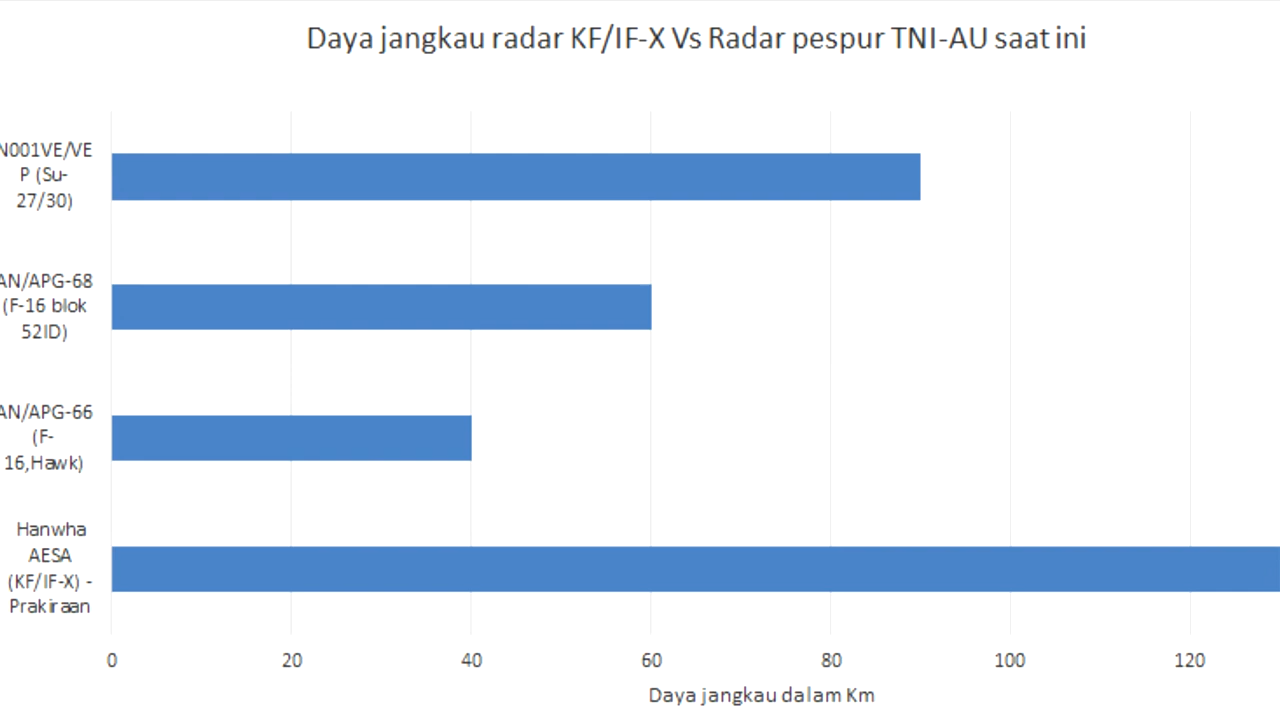 Daya jangkau radar KF/IF-X Vs Radar pespur TNI-AU saat ini
N001VE/VE
P (Su-
27/30)
AN/APG-68
(F-16 blok
52ID)
AN/APG-66
(F-
16,Hawk)
Hanwha
AESA
(KF/IF-X) -
Prakiraan
0 20 40 60 80 100 120
Daya jangkau dalam Km